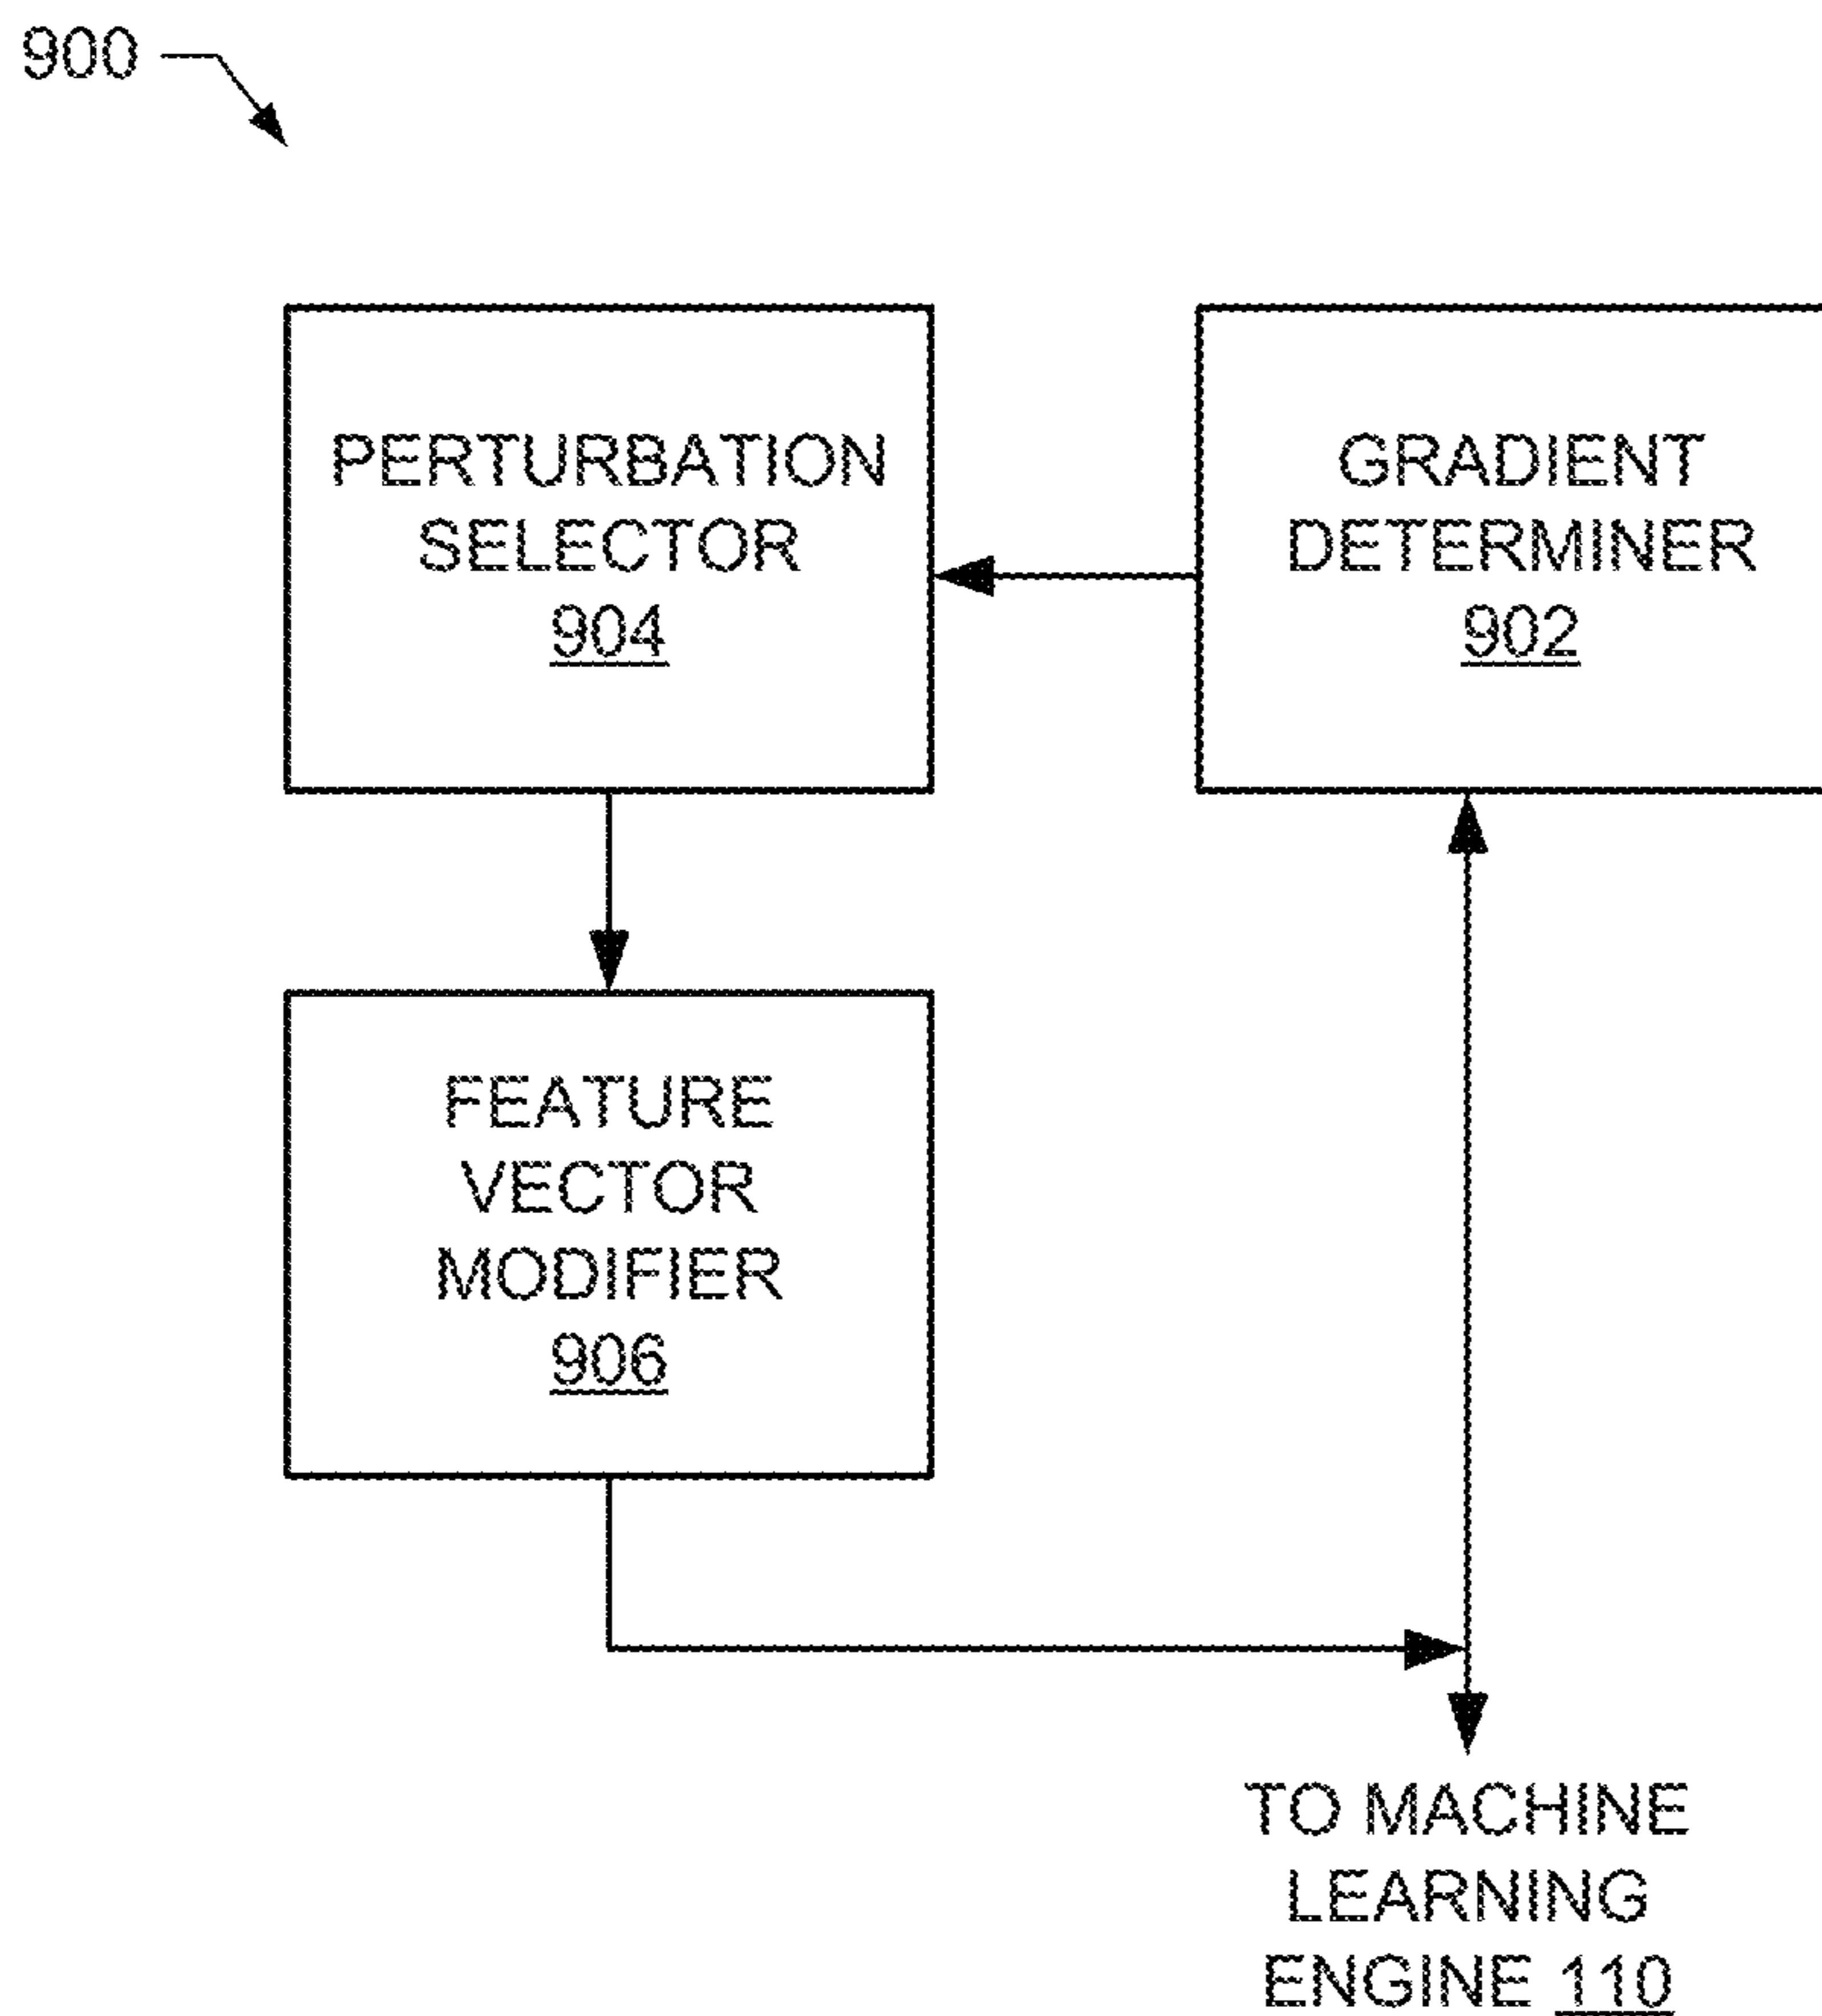 900
PERTURBATION
SELECTOR
904
GRADIENT
DETERMINER
902
FEATURE
VECTOR
MODIFIER
906
TO MACHINE
LEARNING
ENGINE 110